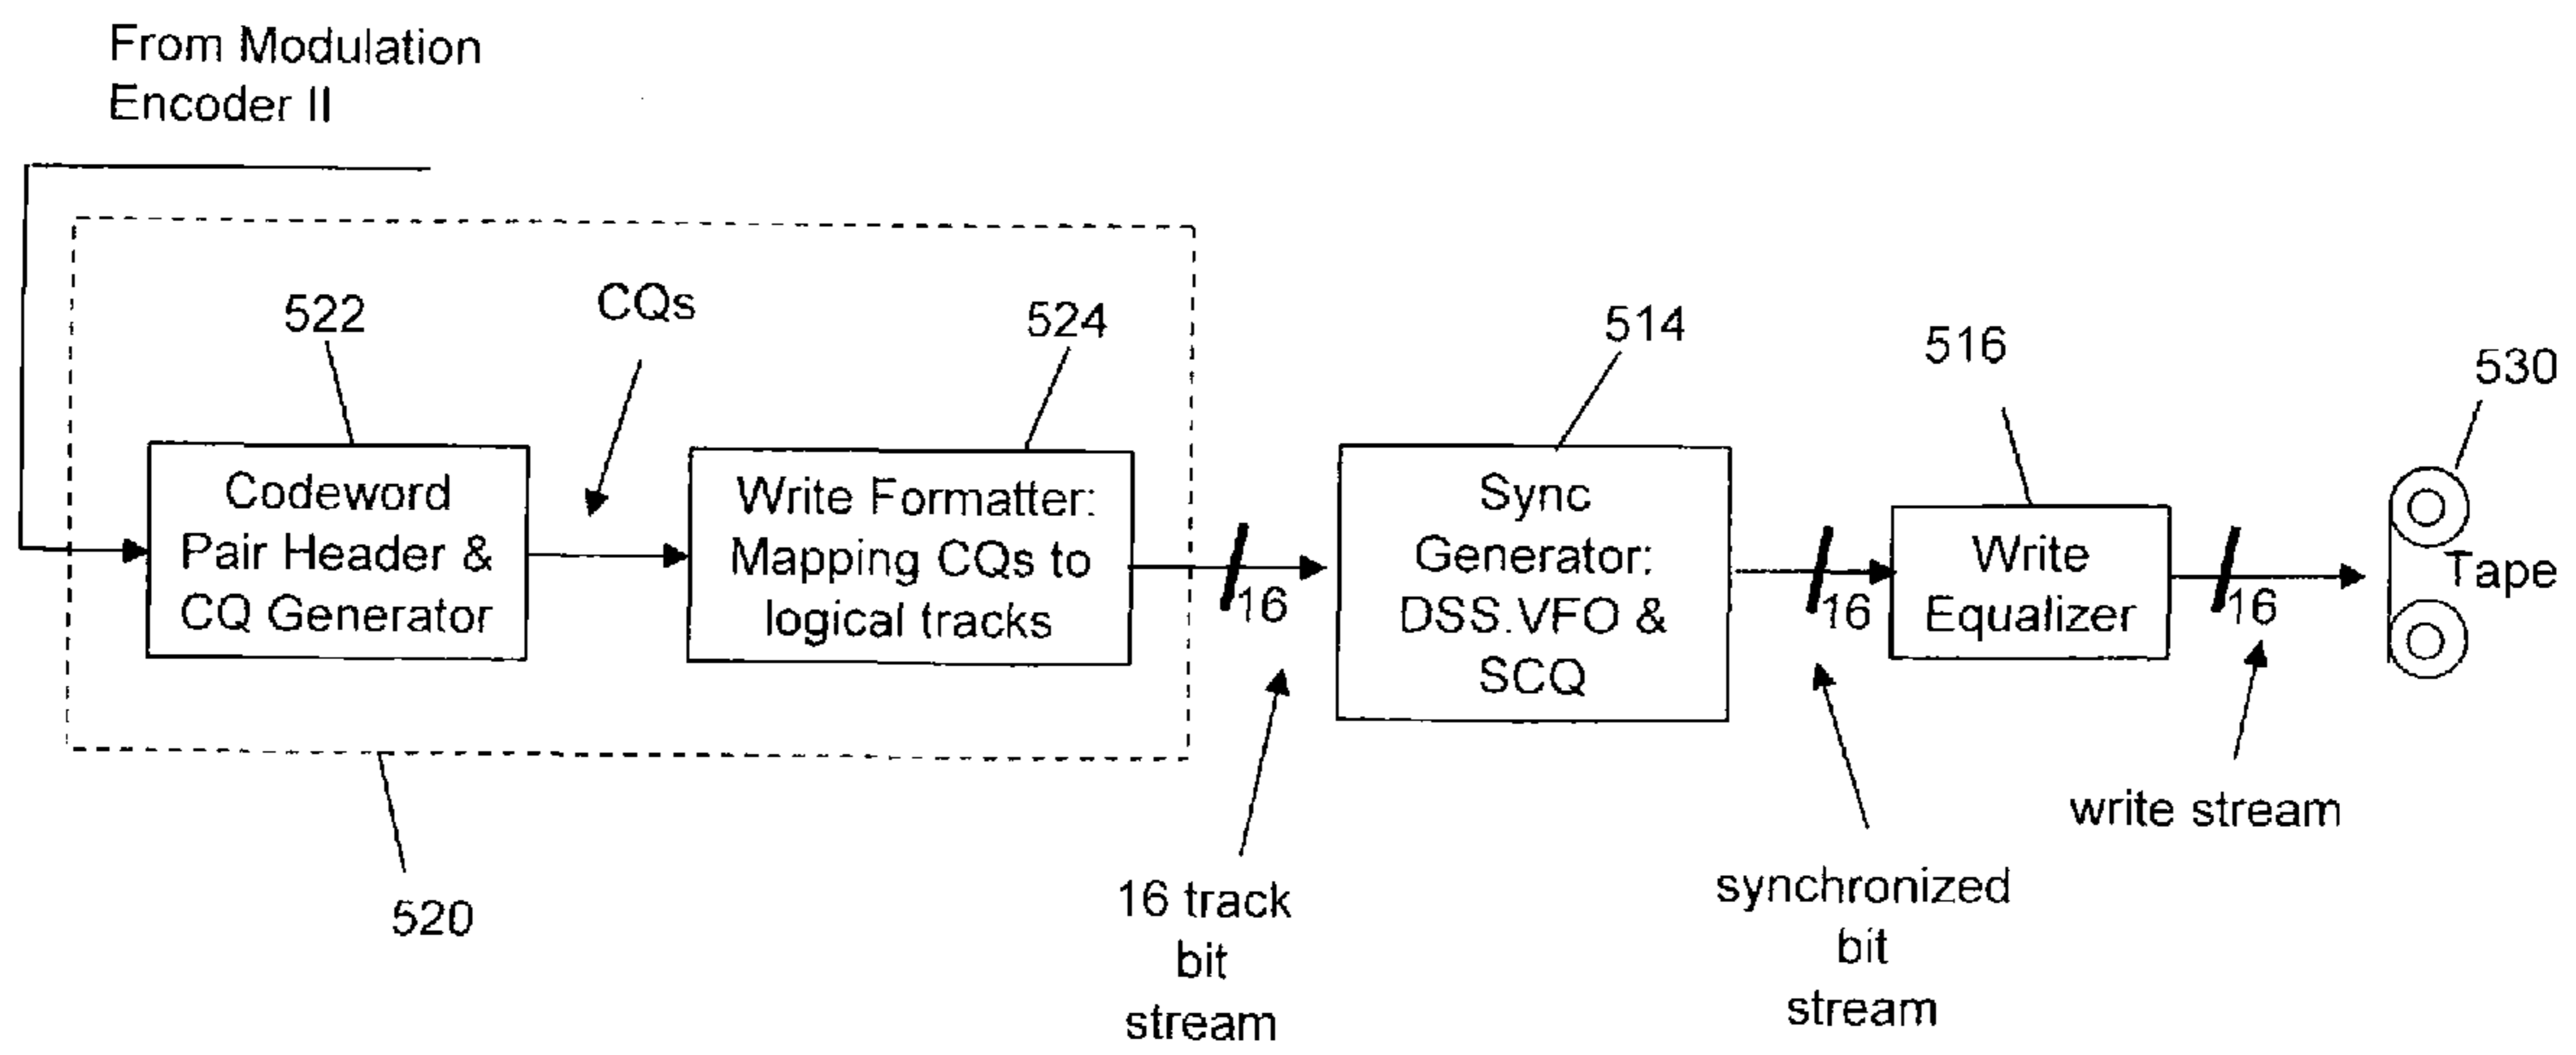 From Modulation
Encoder II
522
CQs
524
514
516
530
Codeword
Pair Header &
CQ Generator
Write Formatter:
Mapping CQs to
logical tracks
16
Sync
Generator:
DSS.VFO &
SCQ
16
Write
Equalizer
16
Tape
520
16 track
bit
stream
synchronized
bit
stream
write stream